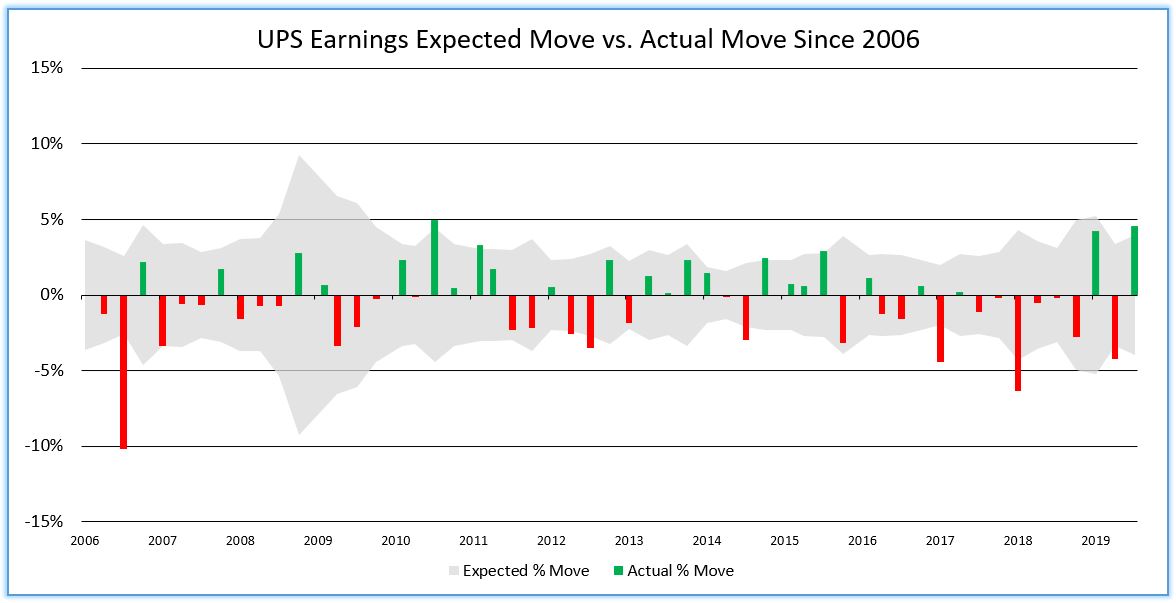 UPS Earnings Expected Move vs. Actual Move Since 2006
15%
10%
5%
0%
-5%
-10%
-15%
2006 2007 2008 2009 2010 2011 2012 2013 2014 2015 2016 2017 2018 2019
Expected % Move Actual % Move